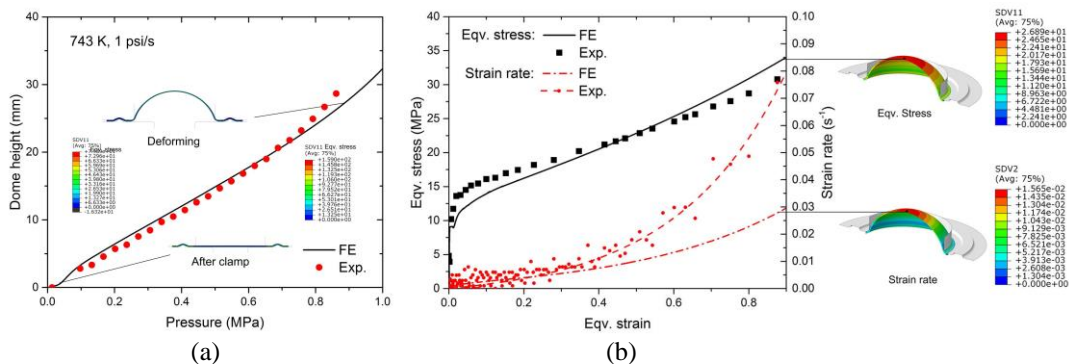 743 K, 1 psi/s
Dome height (mm)
40
30
20
10
0
Deforming
After clamp
SDV11
Eqv. stress
(Avg: 75%)
SDV11 Eqv. stress
(Avg: 75%)
FE
Exp.
0.0 0.2 0.4 0.6 0.8 1.0
Pressure (MPa)
(a)
Eqv. stress (MPa)
40
35
30
25
20
15
10
5
0
Eqv. stress: FE
Exp.
Strain rate: FE
Exp.
0.10
0.09
0.08
0.07
0.06
0.05
0.04
0.03
0.02
0.01
0.00
Strain rate (s⁻¹)
0.0 0.2 0.4 0.6 0.8
Eqv. strain
(b)
SDV11
(Avg: 75%)
+2.689e+01
+2.465e+01
+2.241e+01
+2.017e+01
+1.793e+01
+1.569e+01
+1.344e+01
+1.120e+01
+8.963e+00
+6.722e+00
+4.481e+00
+2.241e+00
+0.000e+00
Eqv. Stress
SDV2
(Avg: 75%)
+1.565e-02
+1.435e-02
+1.304e-02
+1.174e-02
+1.043e-02
+9.129e-03
+7.825e-03
+6.521e-03
+5.217e-03
+3.913e-03
+2.608e-03
+1.304e-03
+0.000e+00
Strain rate